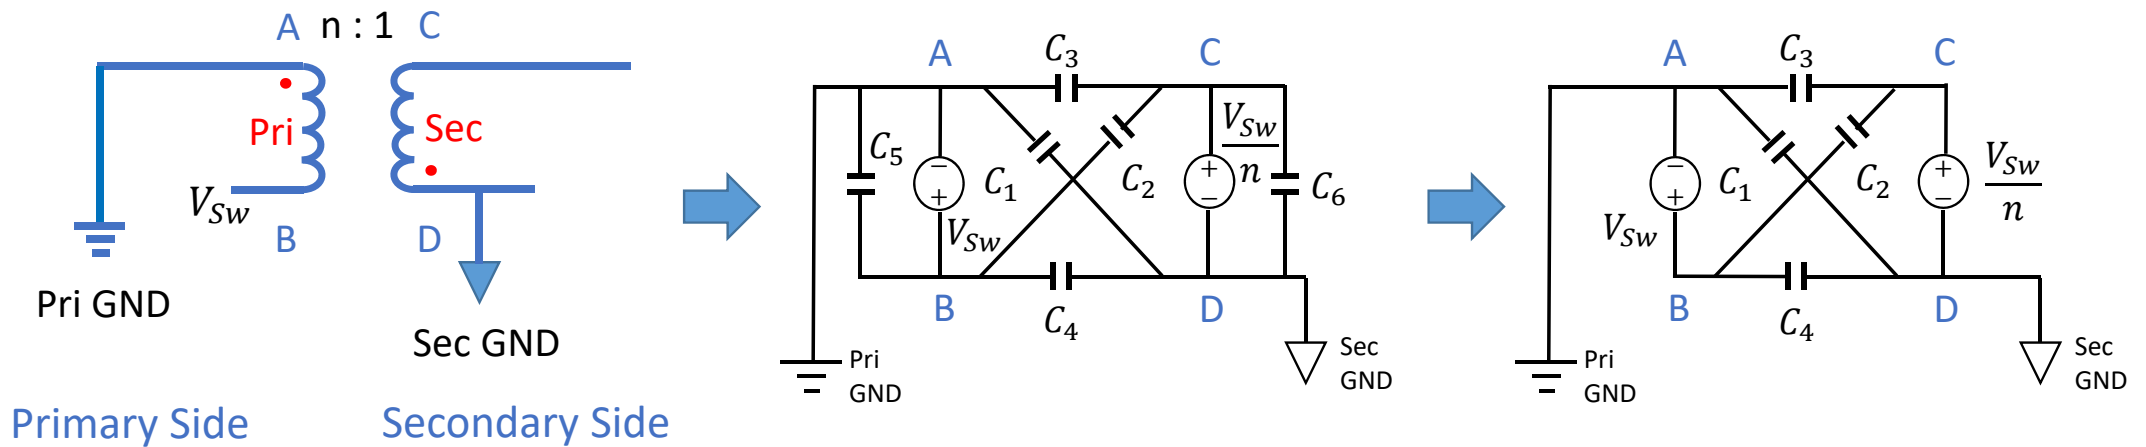 A n : 1 C
Pri
Sec
V_Sw
B
D
Pri GND
Sec GND
Primary Side
Secondary Side
A
C_3
C
C_5
−
+
C_1
C_2
+
−
V_Sw
n
C_6
V_Sw
B
C_4
D
Pri
GND
Sec
GND
A
C_3
C
−
+
C_1
C_2
+
−
V_Sw
n
V_Sw
B
C_4
D
Pri
GND
Sec
GND